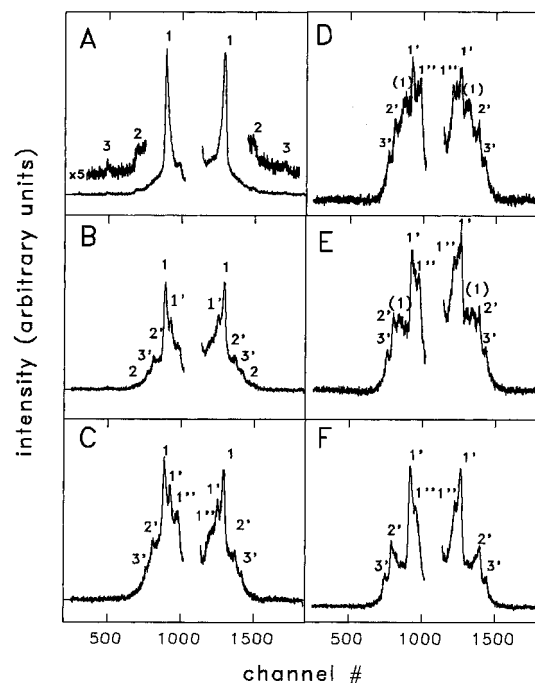 A
1 1
3 2 2 3
x5
B
1 1
1' 1'
2' 2'
3' 3'
2 2
C
1 1
1' 1'
1'' 1''
2' 2'
3' 3'
D
1' 1'
1'' 1''
(1) (1)
2' 2'
3' 3'
E
1' 1'
1'' 1''
(1) (1)
2' 2'
3' 3'
F
1' 1'
1'' 1''
2' 2'
3' 3'
500 1000 1500 500 1000 1500
channel #
intensity (arbitrary units)